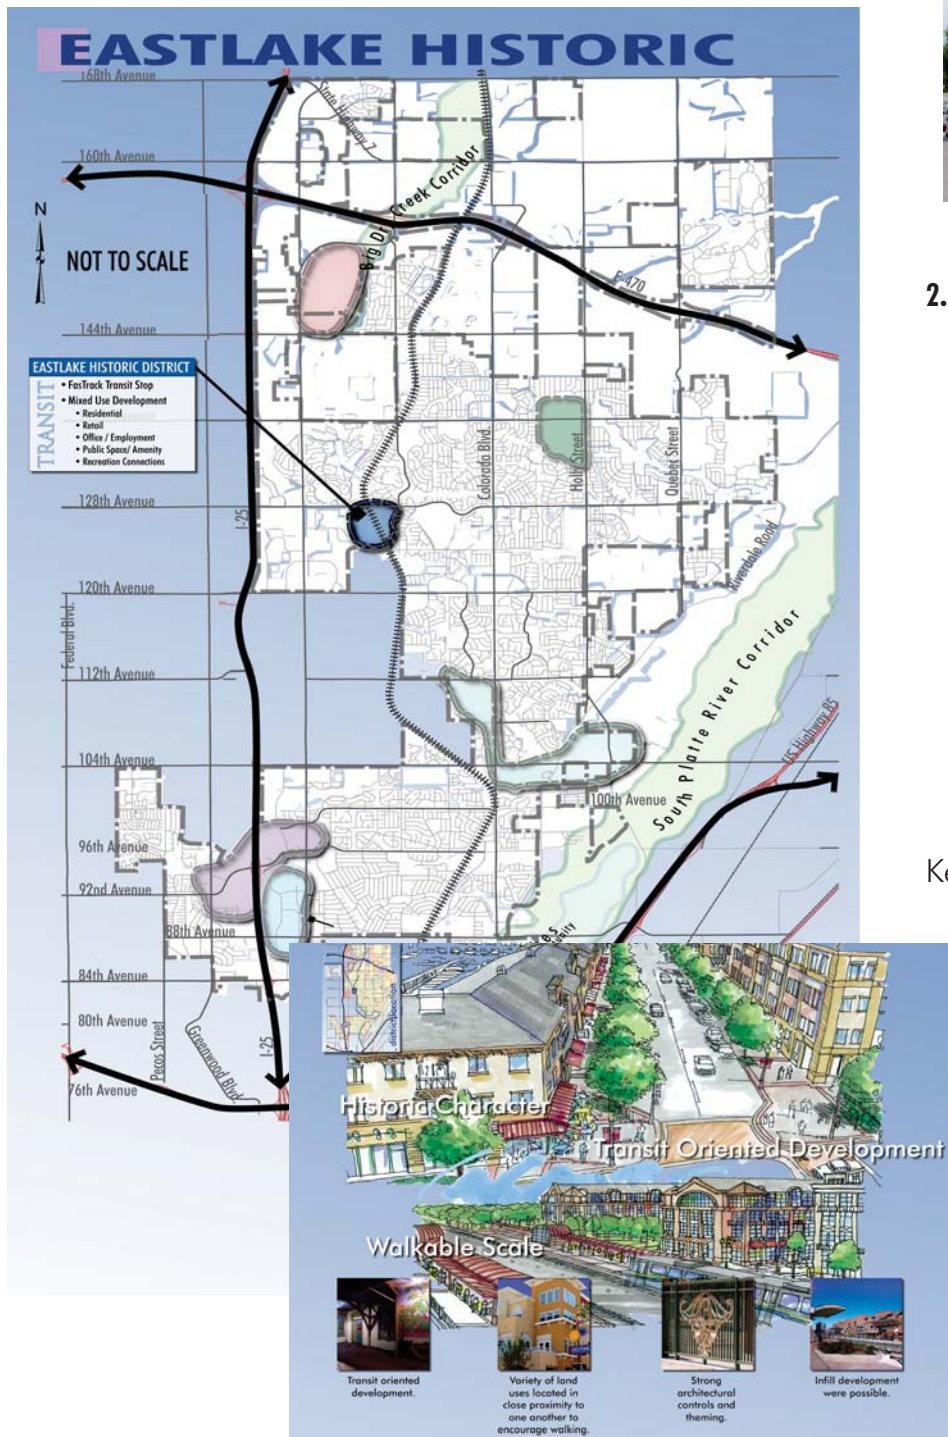 EASTLAKE HISTORIC
168th Avenue
State Highway 7
160th Avenue
Creek Corridor
Big Dr
N
NOT TO SCALE
E-470
2.
144th Avenue
EASTLAKE HISTORIC DISTRICT
TRANSIT
• FasTrack Transit Stop
• Mixed Use Development
• Residential
• Retail
• Office / Employment
• Public Space/ Amenity
• Recreation Connections
Colorado Blvd.
Holly Street
Quebec Street
128th Avenue
I-25
Riverdale Road
120th Avenue
Federal Blvd.
112th Avenue
South Platte River Corridor
US Highway 85
104th Avenue
100th Avenue
96th Avenue
Ke
92nd Avenue
88th Avenue
es
unity
84th Avenue
80th Avenue
Pecos Street
Greenwood Blvd.
I-25
76th Avenue
Historic Character
Transit Oriented Development
Walkable Scale
Transit oriented
development.
Variety of land
uses located in
close proximity to
one another to
encourage walking.
Strong
architectural
controls and
theming.
Infill development
were possible.